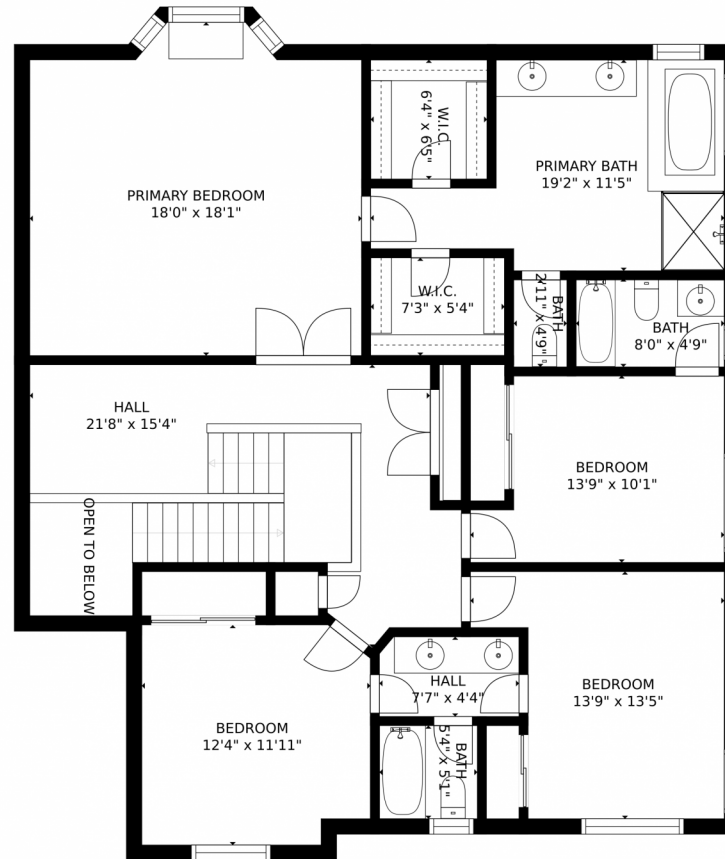 W.I.C.
6'4" x 6'5"
PRIMARY BEDROOM
18'0" x 18'1"
PRIMARY BATH
19'2" x 11'5"
W.I.C.
7'3" x 5'4"
BATH
2'11" x 4'9"
BATH
8'0" x 4'9"
HALL
21'8" x 15'4"
BEDROOM
13'9" x 10'1"
OPEN TO BELOW
HALL
7'7" x 4'4"
BEDROOM
13'9" x 13'5"
BEDROOM
12'4" x 11'11"
BATH
5'4" x 5'1"